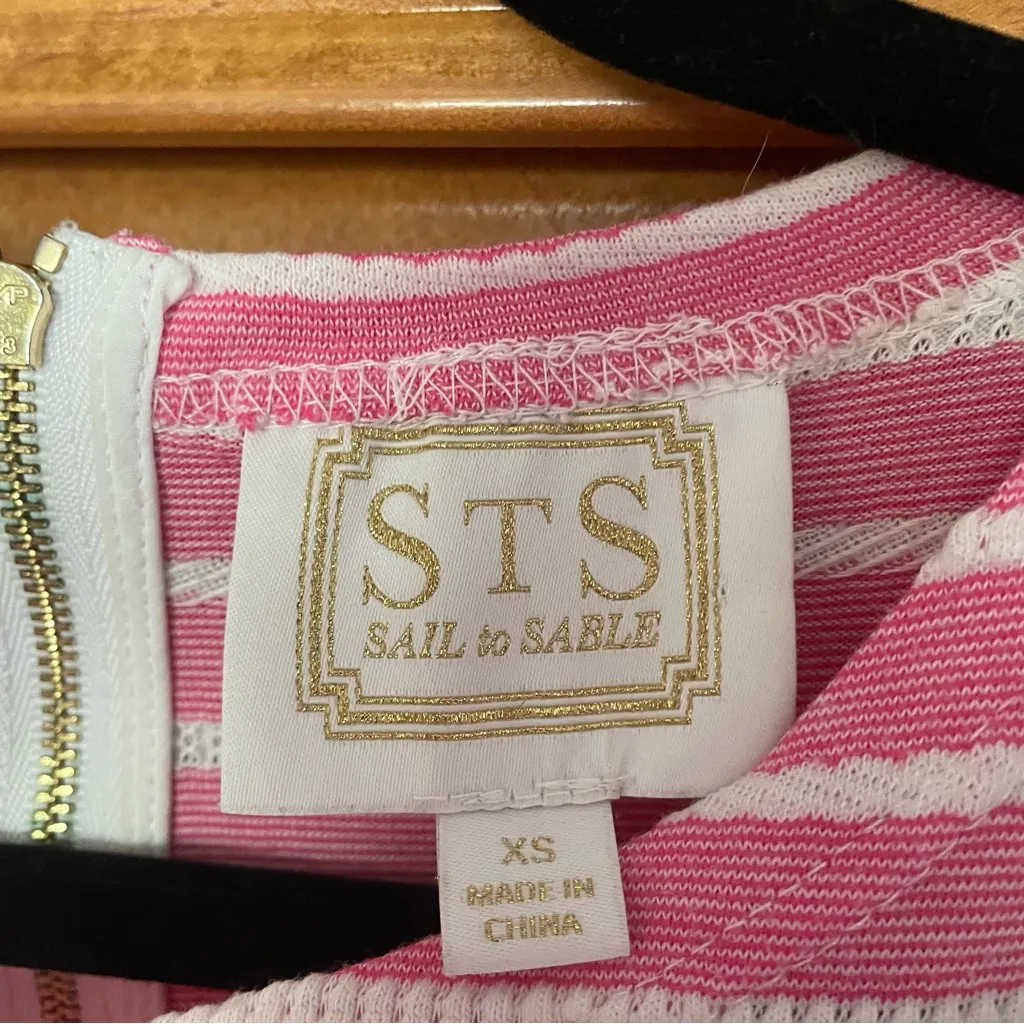 STS
SAIL to SABLE
XS
MADE IN
CHINA